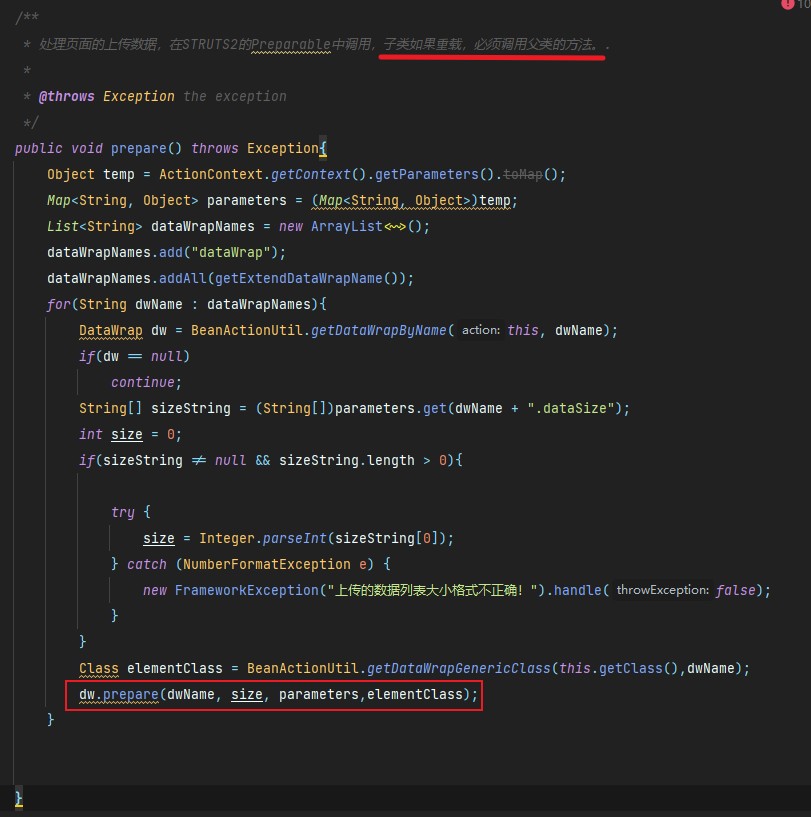 10
/**
* 处理页面的上传数据，在STRUTS2的Preparable中调用，子类如果重载，必须调用父类的方法。.
*
* @throws Exception the exception
*/
public void prepare() throws Exception{
Object temp = ActionContext.getContext().getParameters().toMap();
Map<String, Object> parameters = (Map<String, Object>)temp;
List<String> dataWrapNames = new ArrayList<~>();
dataWrapNames.add("dataWrap");
dataWrapNames.addAll(getExtendDataWrapName());
for(String dwName : dataWrapNames){
DataWrap dw = BeanActionUtil.getDataWrapByName( action: this, dwName);
if(dw == null)
continue;
String[] sizeString = (String[])parameters.get(dwName + ".dataSize");
int size = 0;
if(sizeString != null && sizeString.length > 0){
try {
size = Integer.parseInt(sizeString[0]);
} catch (NumberFormatException e) {
new FrameworkException("上传的数据列表大小格式不正确！").handle( throwException: false);
}
}
Class elementClass = BeanActionUtil.getDataWrapGenericClass(this.getClass(),dwName);
dw.prepare(dwName, size, parameters,elementClass);
}
}